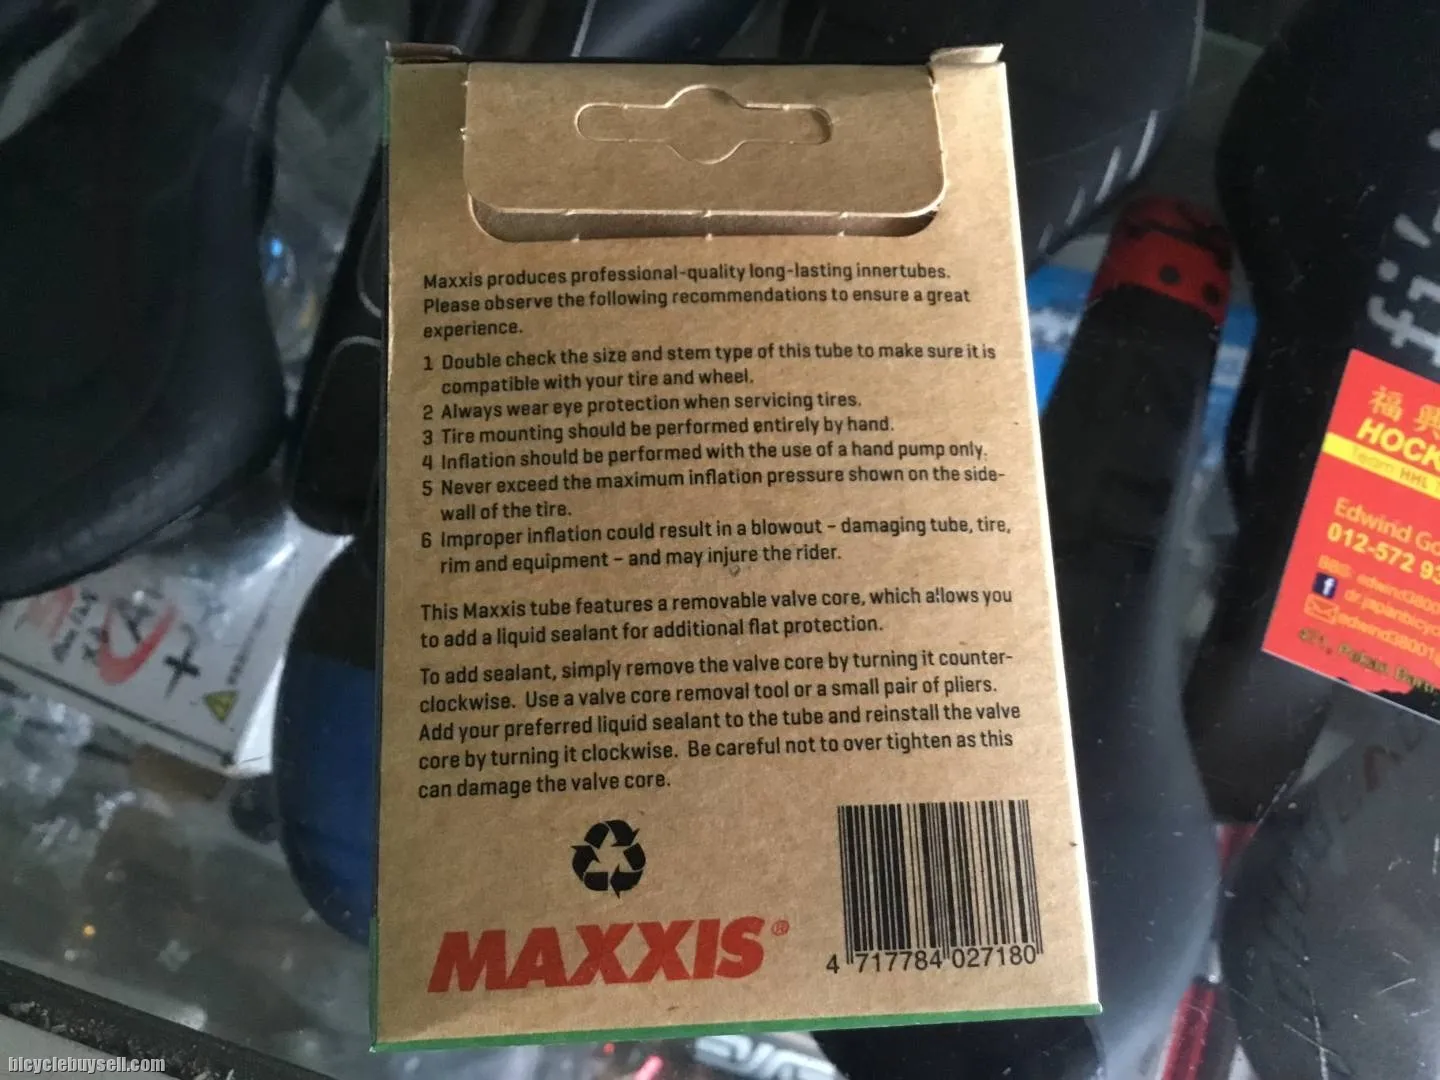 Maxxis produces professional-quality long-lasting innertubes.
Please observe the following recommendations to ensure a great
experience.
1 Double check the size and stem type of this tube to make sure it is
compatible with your tire and wheel.
2 Always wear eye protection when servicing tires.
3 Tire mounting should be performed entirely by hand.
4 Inflation should be performed with the use of a hand pump only.
5 Never exceed the maximum inflation pressure shown on the side-
wall of the tire.
6 Improper inflation could result in a blowout – damaging tube, tire,
rim and equipment – and may injure the rider.
This Maxxis tube features a removable valve core, which allows you
to add a liquid sealant for additional flat protection.
To add sealant, simply remove the valve core by turning it counter-
clockwise. Use a valve core removal tool or a small pair of pliers.
Add your preferred liquid sealant to the tube and reinstall the valve
core by turning it clockwise. Be careful not to over tighten as this
can damage the valve core.
MAXXIS®
4 717784 027180
福 興
HOCK
Team HHL
Edwind Go
012-572 93
f
bicyclebuysell.com